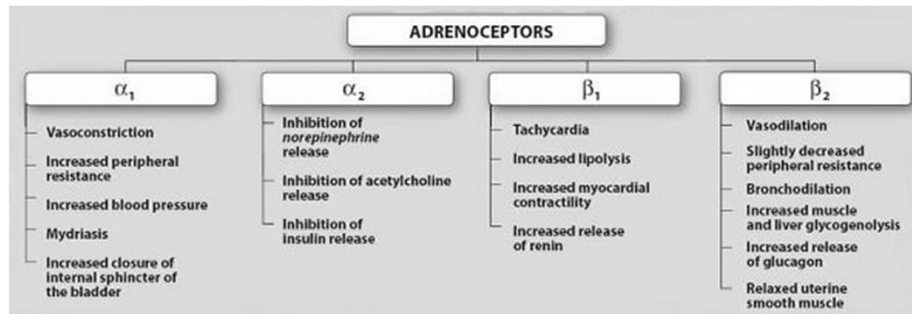 ADRENOCEPTORS
α1
Vasoconstriction
Increased peripheral
resistance
Increased blood pressure
Mydriasis
Increased closure of
internal sphincter of
the bladder
α2
Inhibition of
norepinephrine
release
Inhibition of acetylcholine
release
Inhibition of
insulin release
β1
Tachycardia
Increased lipolysis
Increased myocardial
contractility
Increased release
of renin
β2
Vasodilation
Slightly decreased
peripheral resistance
Bronchodilation
Increased muscle
and liver glycogenolysis
Increased release
of glucagon
Relaxed uterine
smooth muscle